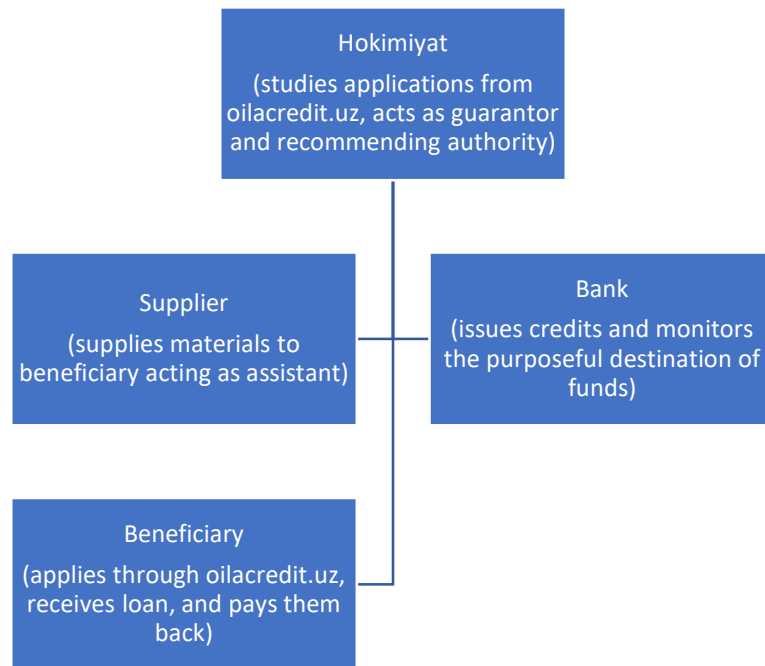 Hokimiyat
(studies applications from
oilacredit.uz, acts as guarantor
and recommending authority)
Supplier
(supplies materials to
beneficiary acting as assistant)
Bank
(issues credits and monitors
the purposeful destination of
funds)
Beneficiary
(applies through oilacredit.uz,
receives loan, and pays them
back)